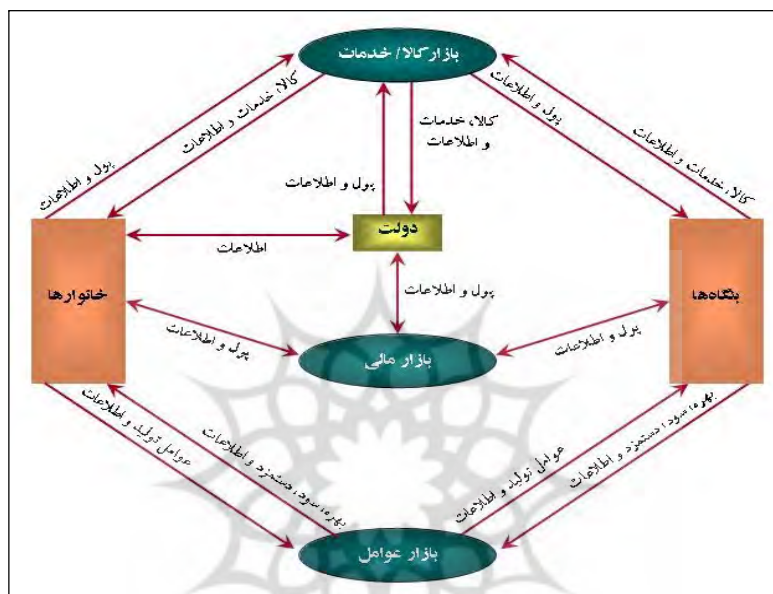 بازار کالا/ خدمات
پول و اطلاعات
کالا، خدمات و اطلاعات
کالا، خدمات
و اطلاعات
پول و اطلاعات
پول و اطلاعات
کالا، خدمات و اطلاعات
دولت
اطلاعات
خانوارها
بنگاه‌ها
پول و اطلاعات
پول و اطلاعات
بازار مالی
پول و اطلاعات
عوامل تولید و اطلاعات
بهره، سود، دستمزد و اطلاعات
عوامل تولید و اطلاعات
بهره، سود، دستمزد و اطلاعات
بازار عوامل